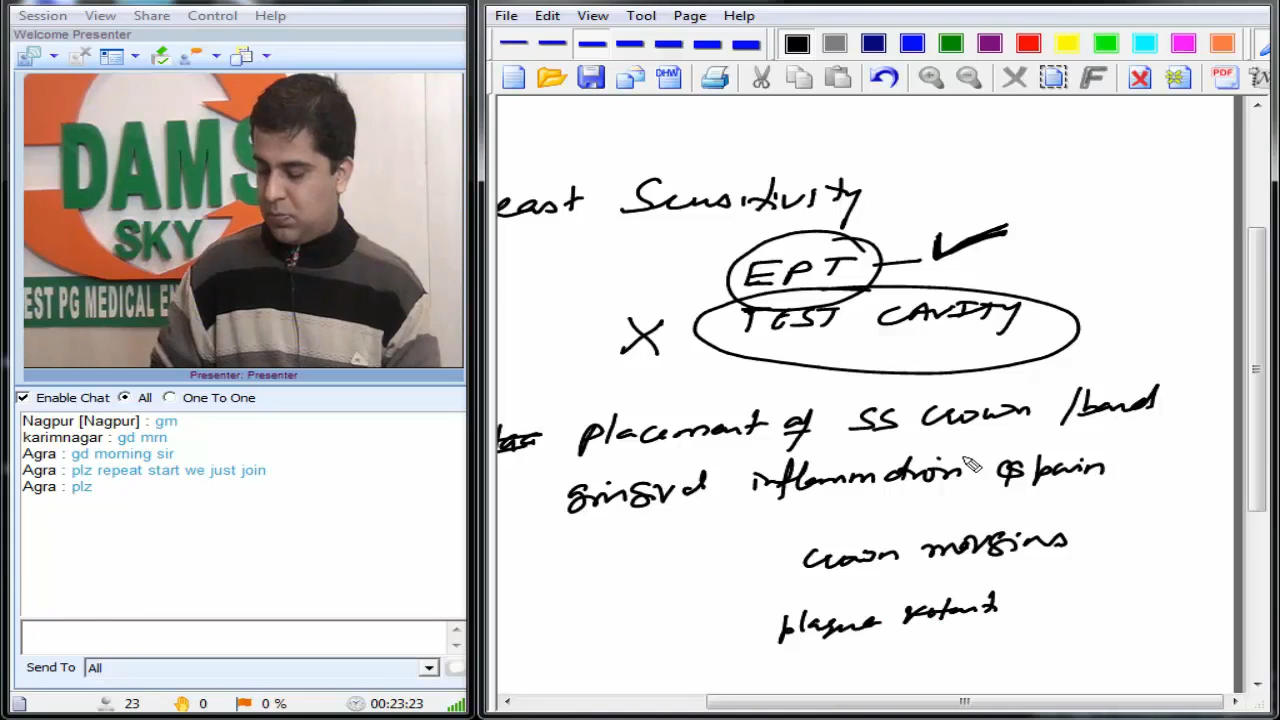 Session View Share Control Help
Welcome Presenter
DAMS
SKY
EST PG MEDICAL E
Presenter: Presenter
Enable Chat All One To One
Nagpur [Nagpur] : gm
karimnagar : gd mrn
Agra : gd morning sir
Agra : plz repeat start we just join
Agra : plz
Send To All
23 0 0 % 00:23:23
File Edit View Tool Page Help
east Sensitivity
EPT
X TEST CAVITY
placement of SS crown /band
gingival inflammation pain
crown margins
plaque